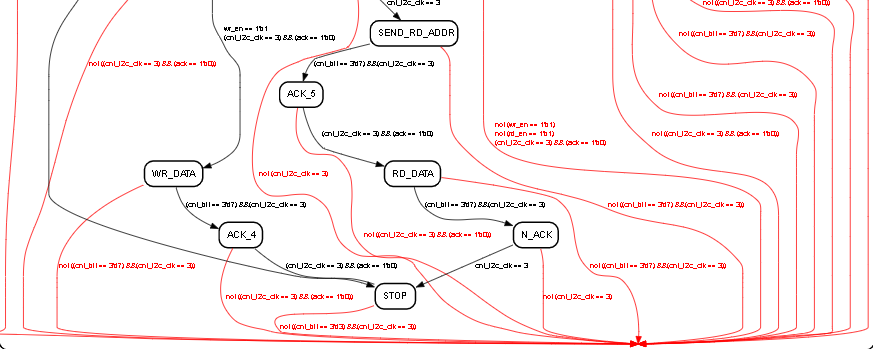 cnt_i2c_clk == 3
not ((cnt_i2c_clk == 3) && (ack == 1'b0))
wr_en == 1'b1
(cnt_i2c_clk == 3) && (ack == 1'b0)
SEND_RD_ADDR
not ((cnt_bit == 3'd7) &&(cnt_i2c_clk == 3))
not ((cnt_i2c_clk == 3) && (ack == 1'b0))
(cnt_bit == 3'd7) &&(cnt_i2c_clk == 3)
ACK_5
not ((cnt_bit == 3'd7) &&(cnt_i2c_clk == 3))
not (wr_en == 1'b1)
not (rd_en == 1'b1)
(cnt_i2c_clk == 3) && (ack == 1'b0)
(cnt_i2c_clk == 3) && (ack == 1'b0)
not ((cnt_i2c_clk == 3) && (ack == 1'b0))
WR_DATA
not (cnt_i2c_clk == 3)
RD_DATA
(cnt_bit == 3'd7) &&(cnt_i2c_clk == 3)
(cnt_bit == 3'd7) &&(cnt_i2c_clk == 3)
not ((cnt_bit == 3'd7) &&(cnt_i2c_clk == 3))
ACK_4
not ((cnt_i2c_clk == 3) && (ack == 1'b0))
N_ACK
not ((cnt_bit == 3'd7) &&(cnt_i2c_clk == 3))
(cnt_i2c_clk == 3) && (ack == 1'b0)
cnt_i2c_clk == 3
not ((cnt_bit == 3'd7) &&(cnt_i2c_clk == 3))
not ((cnt_i2c_clk == 3) && (ack == 1'b0))
STOP
not (cnt_i2c_clk == 3)
not ((cnt_bit == 3'd3) &&(cnt_i2c_clk == 3))